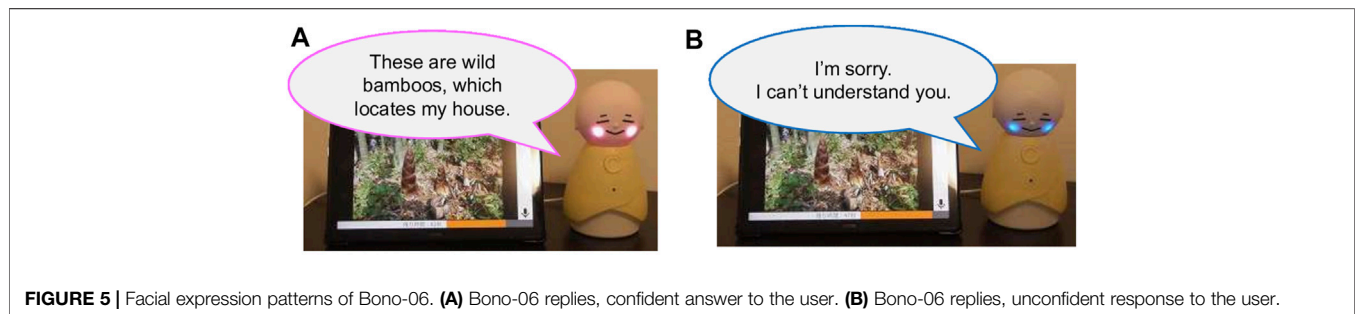 A
These are wild
bamboos, which
locates my house.
B
I'm sorry.
I can't understand you.
FIGURE 5 | Facial expression patterns of Bono-06. (A) Bono-06 replies, confident answer to the user. (B) Bono-06 replies, unconfident response to the user.